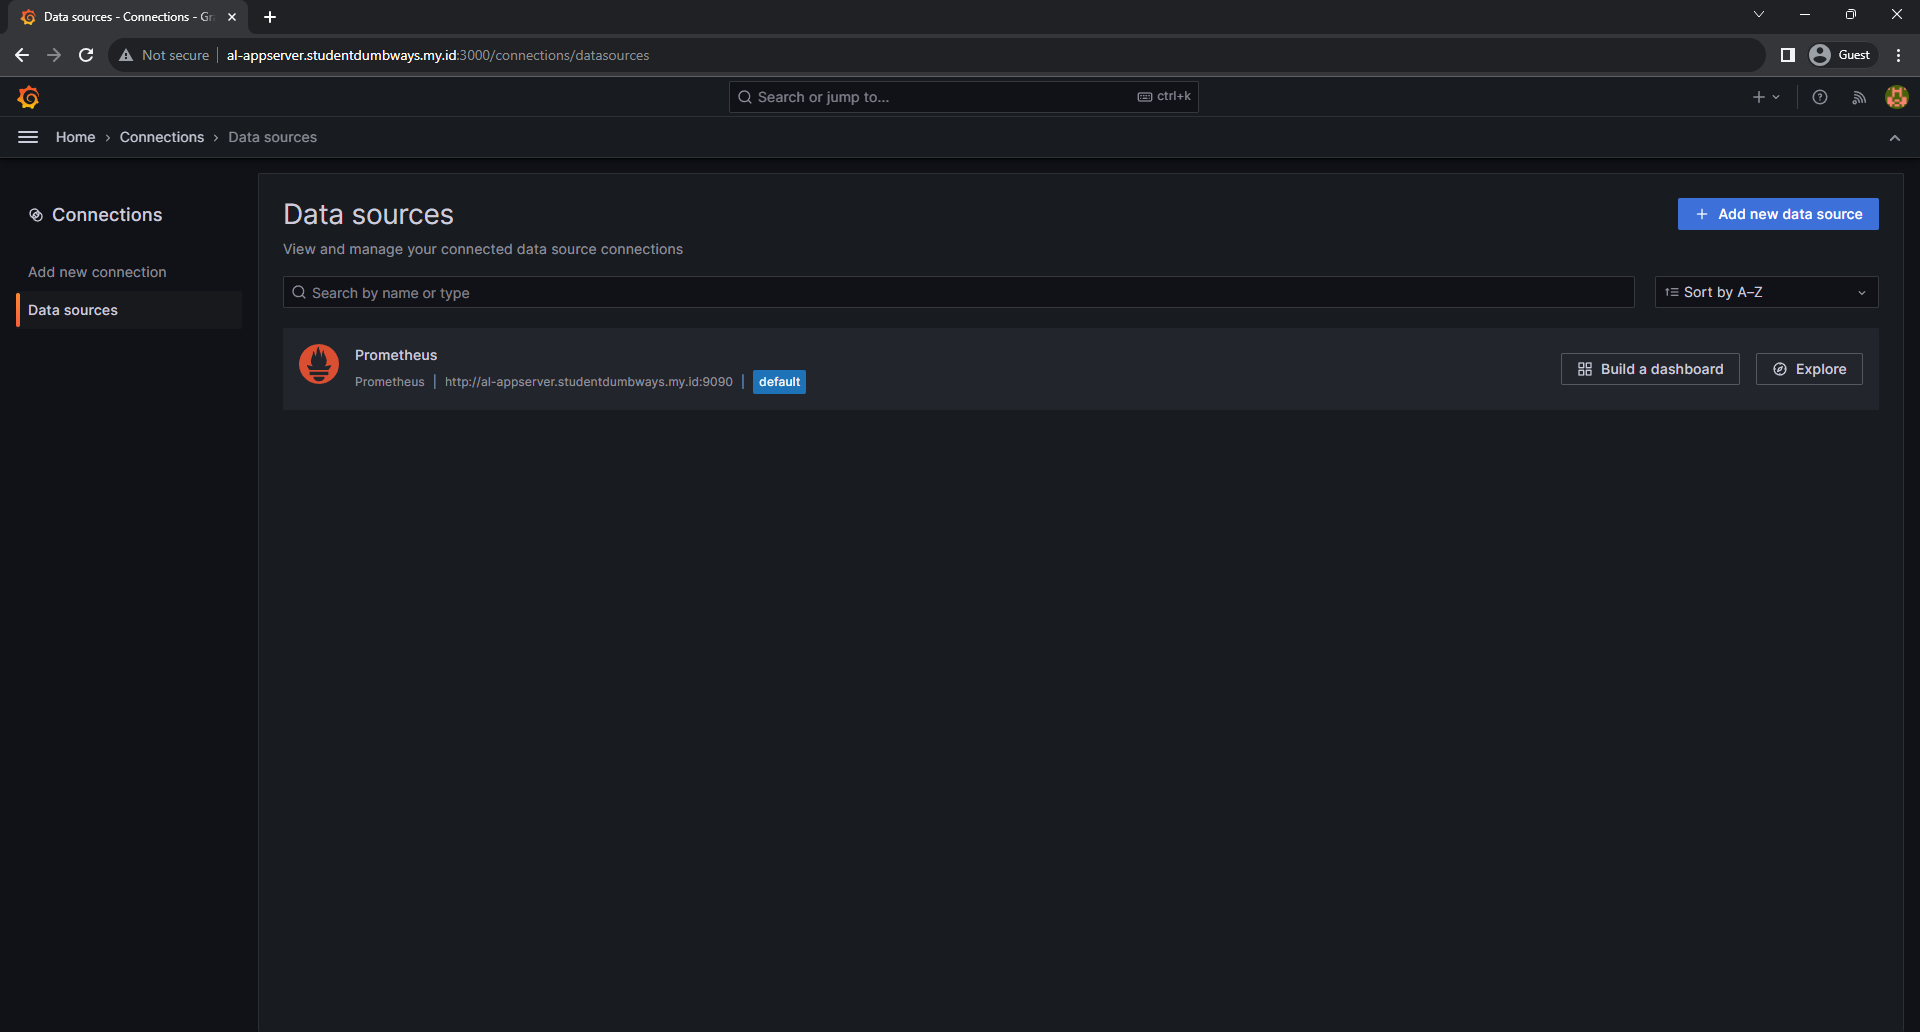 Data sources - Connections - Gr
Not secure
al-appserver.studentdumbways.my.id:3000/connections/datasources
Guest
Search or jump to...
ctrl+k
Home › Connections › Data sources
Connections
Add new connection
Data sources
Data sources
Add new data source
View and manage your connected data source connections
Search by name or type
Sort by A–Z
Prometheus
Prometheus | http://al-appserver.studentdumbways.my.id:9090 | default
Build a dashboard
Explore